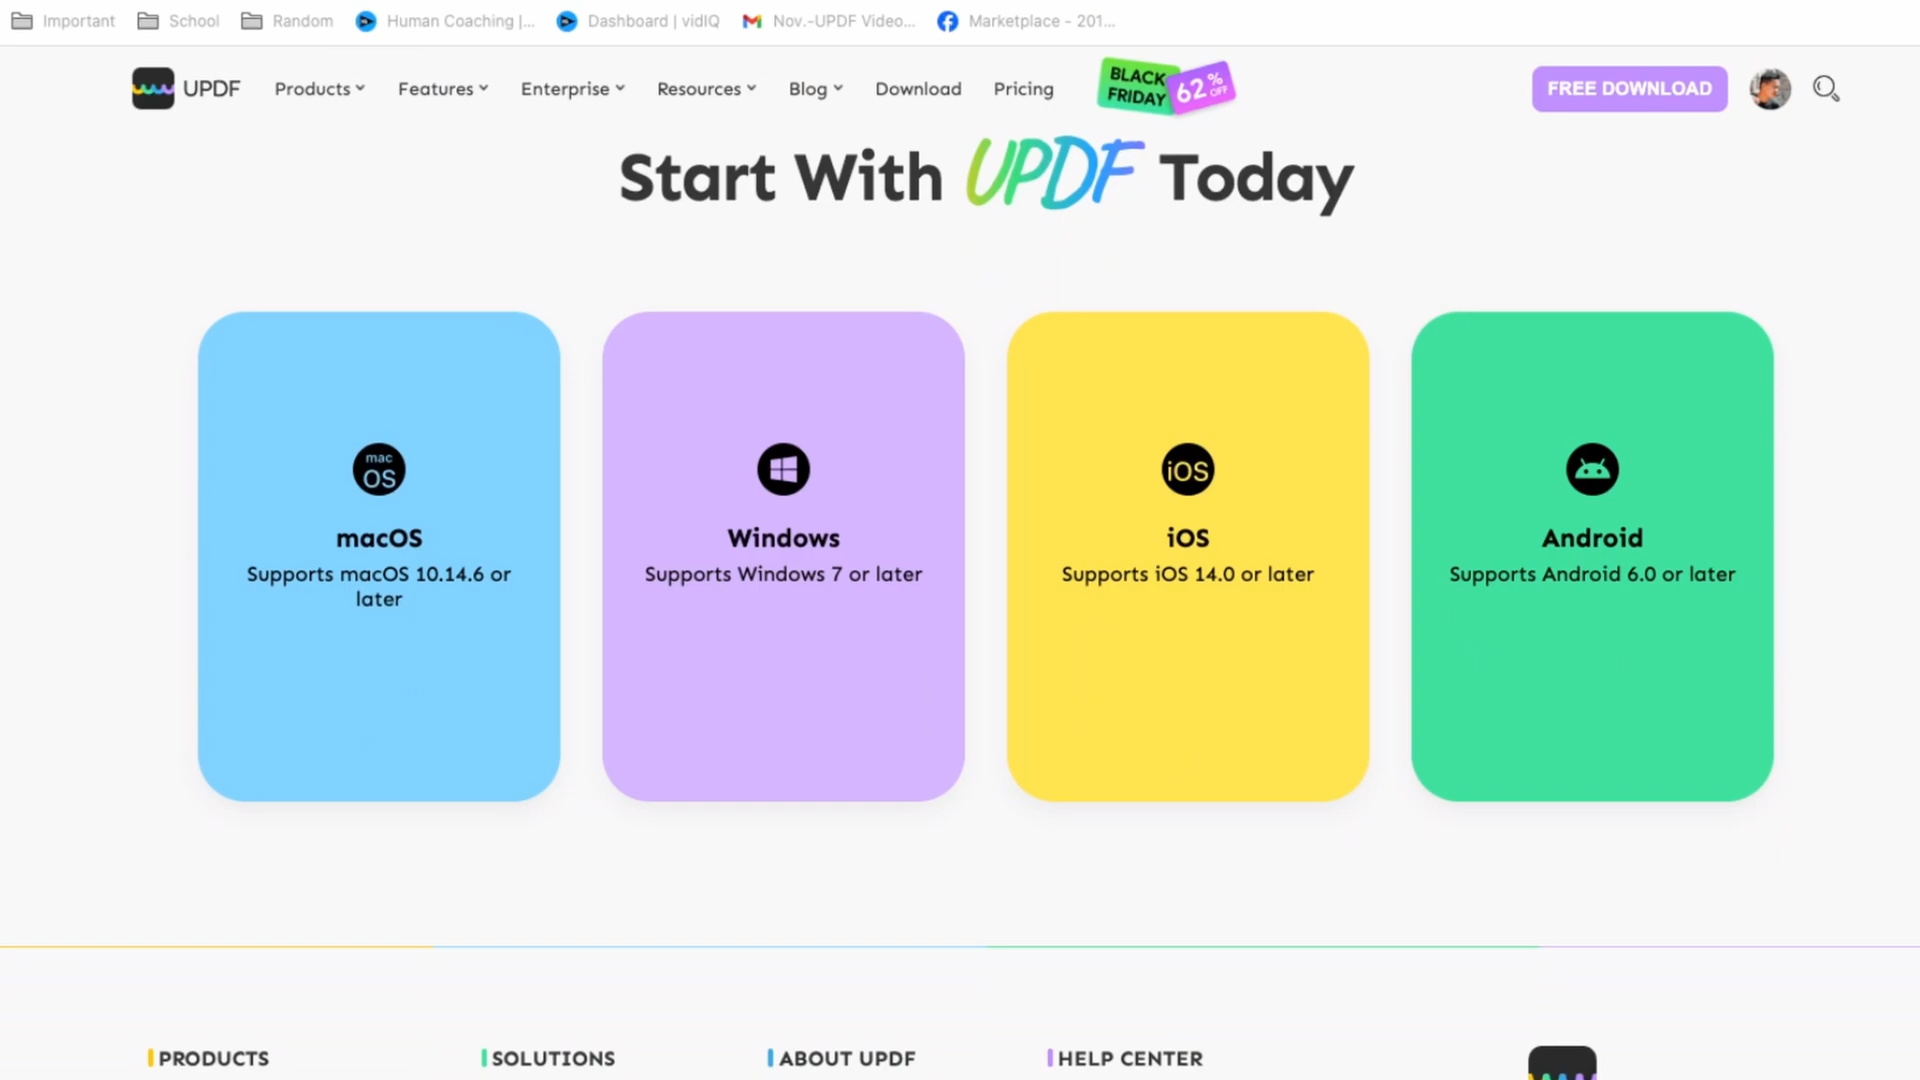 Important School Random Human Coaching |... Dashboard | vidIQ Nov.-UPDF Video... Marketplace - 201...
UPDF Products Features Enterprise Resources Blog Download Pricing BLACK FRIDAY 62% OFF FREE DOWNLOAD
Start With UPDF Today
mac OS
iOS
macOS
Supports macOS 10.14.6 or
later
Windows
Supports Windows 7 or later
iOS
Supports iOS 14.0 or later
Android
Supports Android 6.0 or later
PRODUCTS SOLUTIONS ABOUT UPDF HELP CENTER